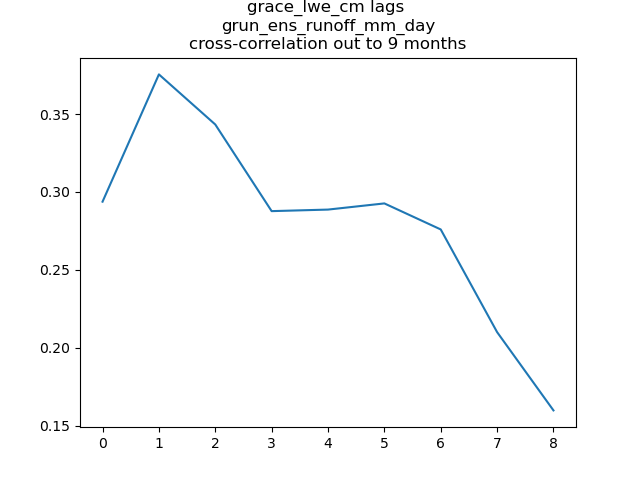 grace_lwe_cm lags
grun_ens_runoff_mm_day
cross-correlation out to 9 months
0.35
0.30
0.25
0.20
0.15
0 1 2 3 4 5 6 7 8